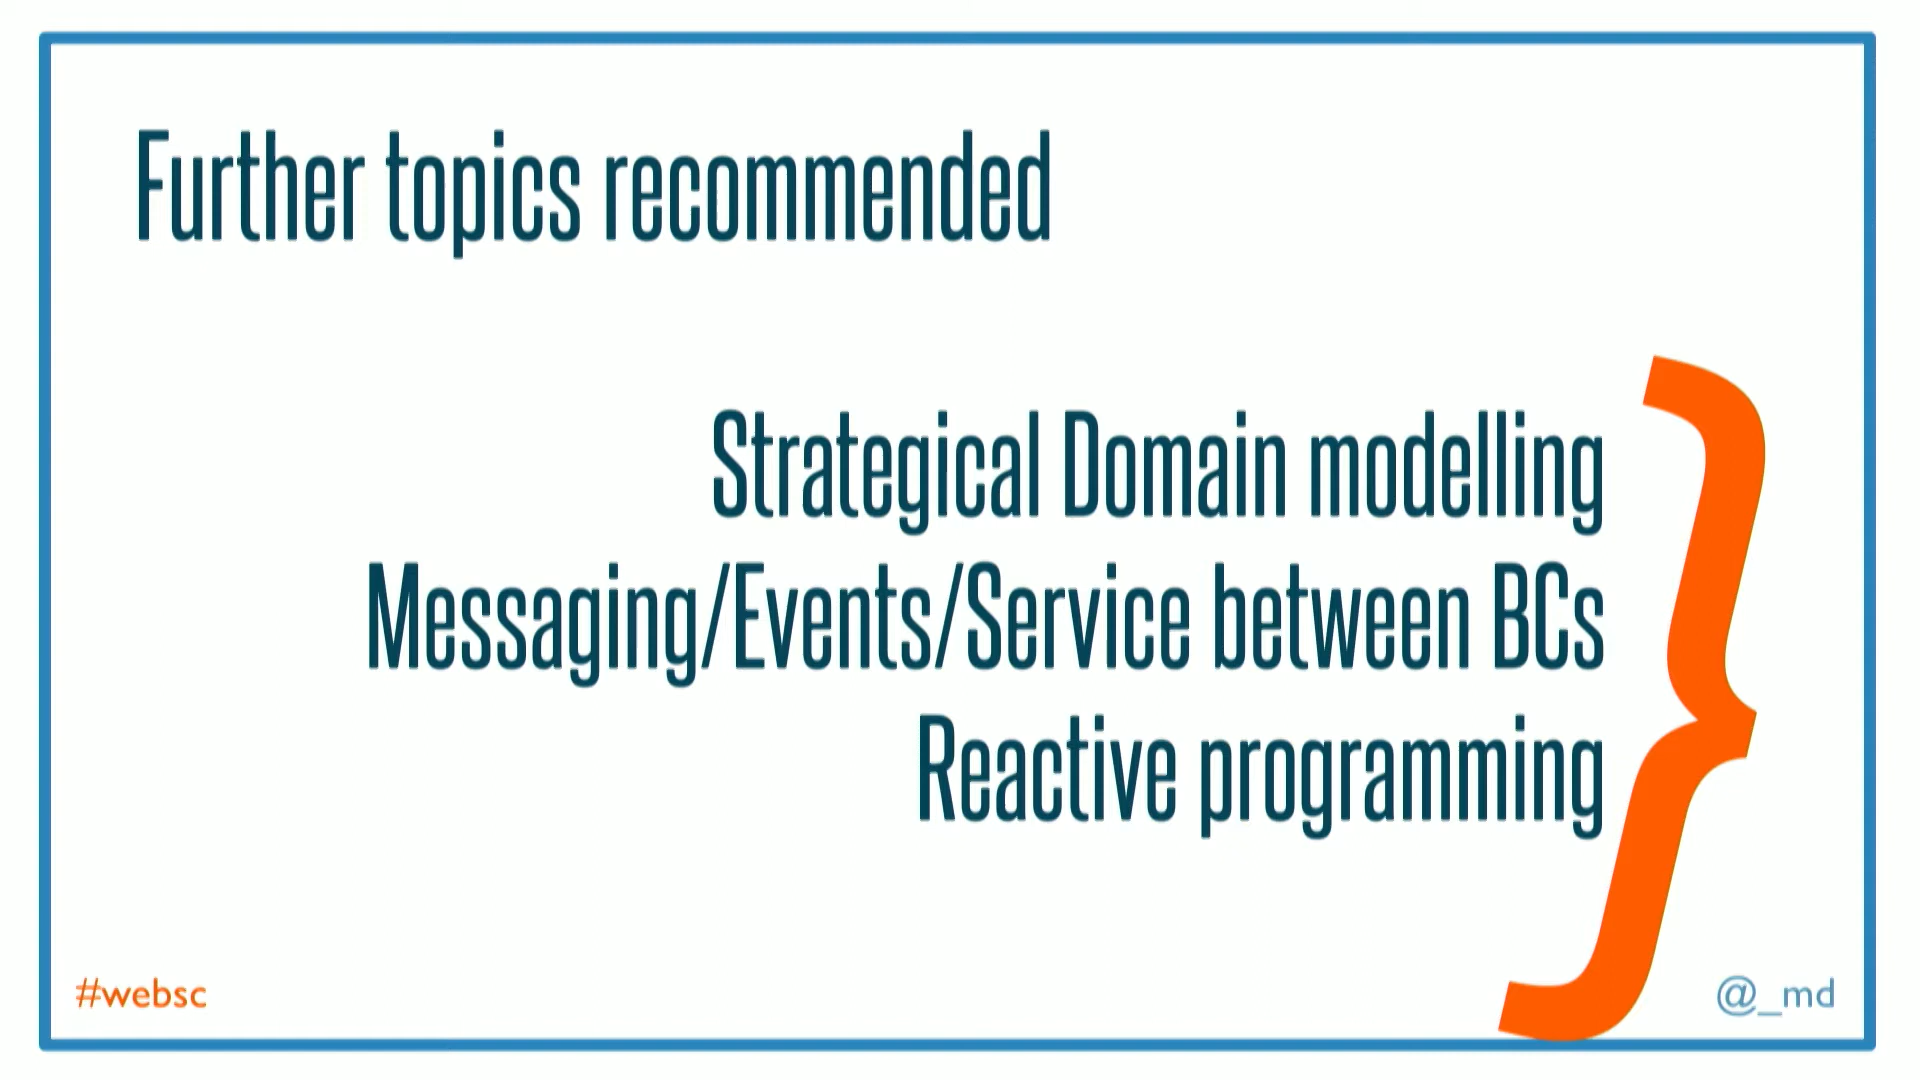 Further topics recommended
Strategical Domain modelling
Messaging/Events/Service between BCs
Reactive programming
}
#websc
@_md